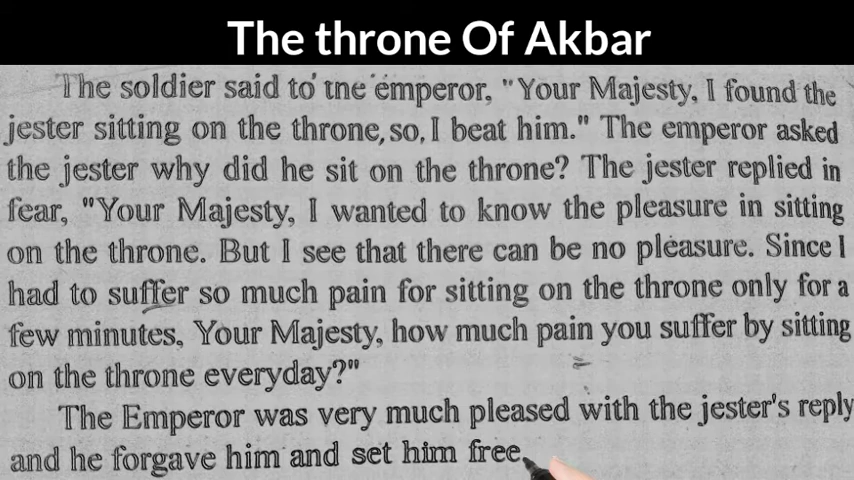 The throne Of Akbar
The soldier said to the emperor, "Your Majesty, I found the
jester sitting on the throne, so, I beat him." The emperor asked
the jester why did he sit on the throne? The jester replied in
fear, "Your Majesty, I wanted to know the pleasure in sitting
on the throne. But I see that there can be no pleasure. Since I
had to suffer so much pain for sitting on the throne only for a
few minutes, Your Majesty, how much pain you suffer by sitting
on the throne everyday?"
The Emperor was very much pleased with the jester's reply
and he forgave him and set him free.